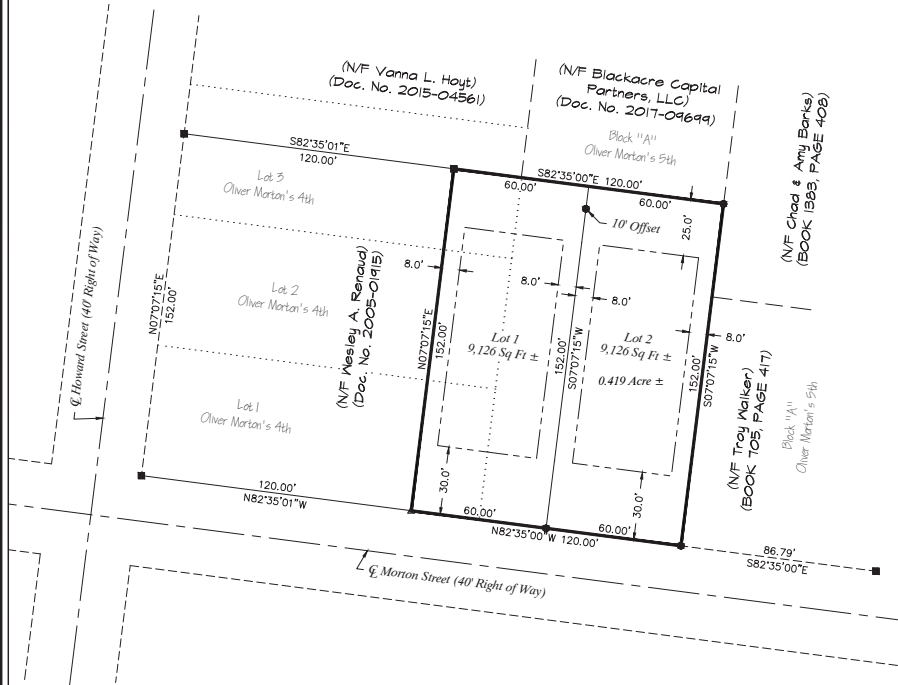 (N/F Vanna L. Hoyt)
(Doc. No. 2015-04561)
(N/F Blackacre Capital
Partners, LLC)
(Doc. No. 2017-09699)
Block "A"
Oliver Morton's 5th
(N/F Chad & Amy Barks)
(BOOK 1383, PAGE 408)
S82°35'01"E
120.00'
S82°35'00"E 120.00'
60.00'
60.00'
Lot 3
Oliver Morton's 4th
10' Offset
25.0'
℄ Howard Street (40' Right of Way)
N07°07'15"E
152.00'
Lot 2
Oliver Morton's 4th
(N/F Wesley A. Renaud)
(Doc. No. 2005-01915)
8.0'
8.0'
8.0'
8.0'
N07°07'15"E
152.00'
Lot 1
9,126 Sq Ft ±
152.00'
S07°07'15"W
Lot 2
9,126 Sq Ft ±
0.419 Acre ±
152.00'
S07°07'15"W
(N/F Troy Walker)
(BOOK 705, PAGE 417)
Block "A"
Oliver Morton's 5th
Lot 1
Oliver Morton's 4th
30.0'
30.0'
120.00'
N82°35'01"W
60.00'
60.00'
N82°35'00"W 120.00'
86.79'
S82°35'00"E
℄ Morton Street (40' Right of Way)